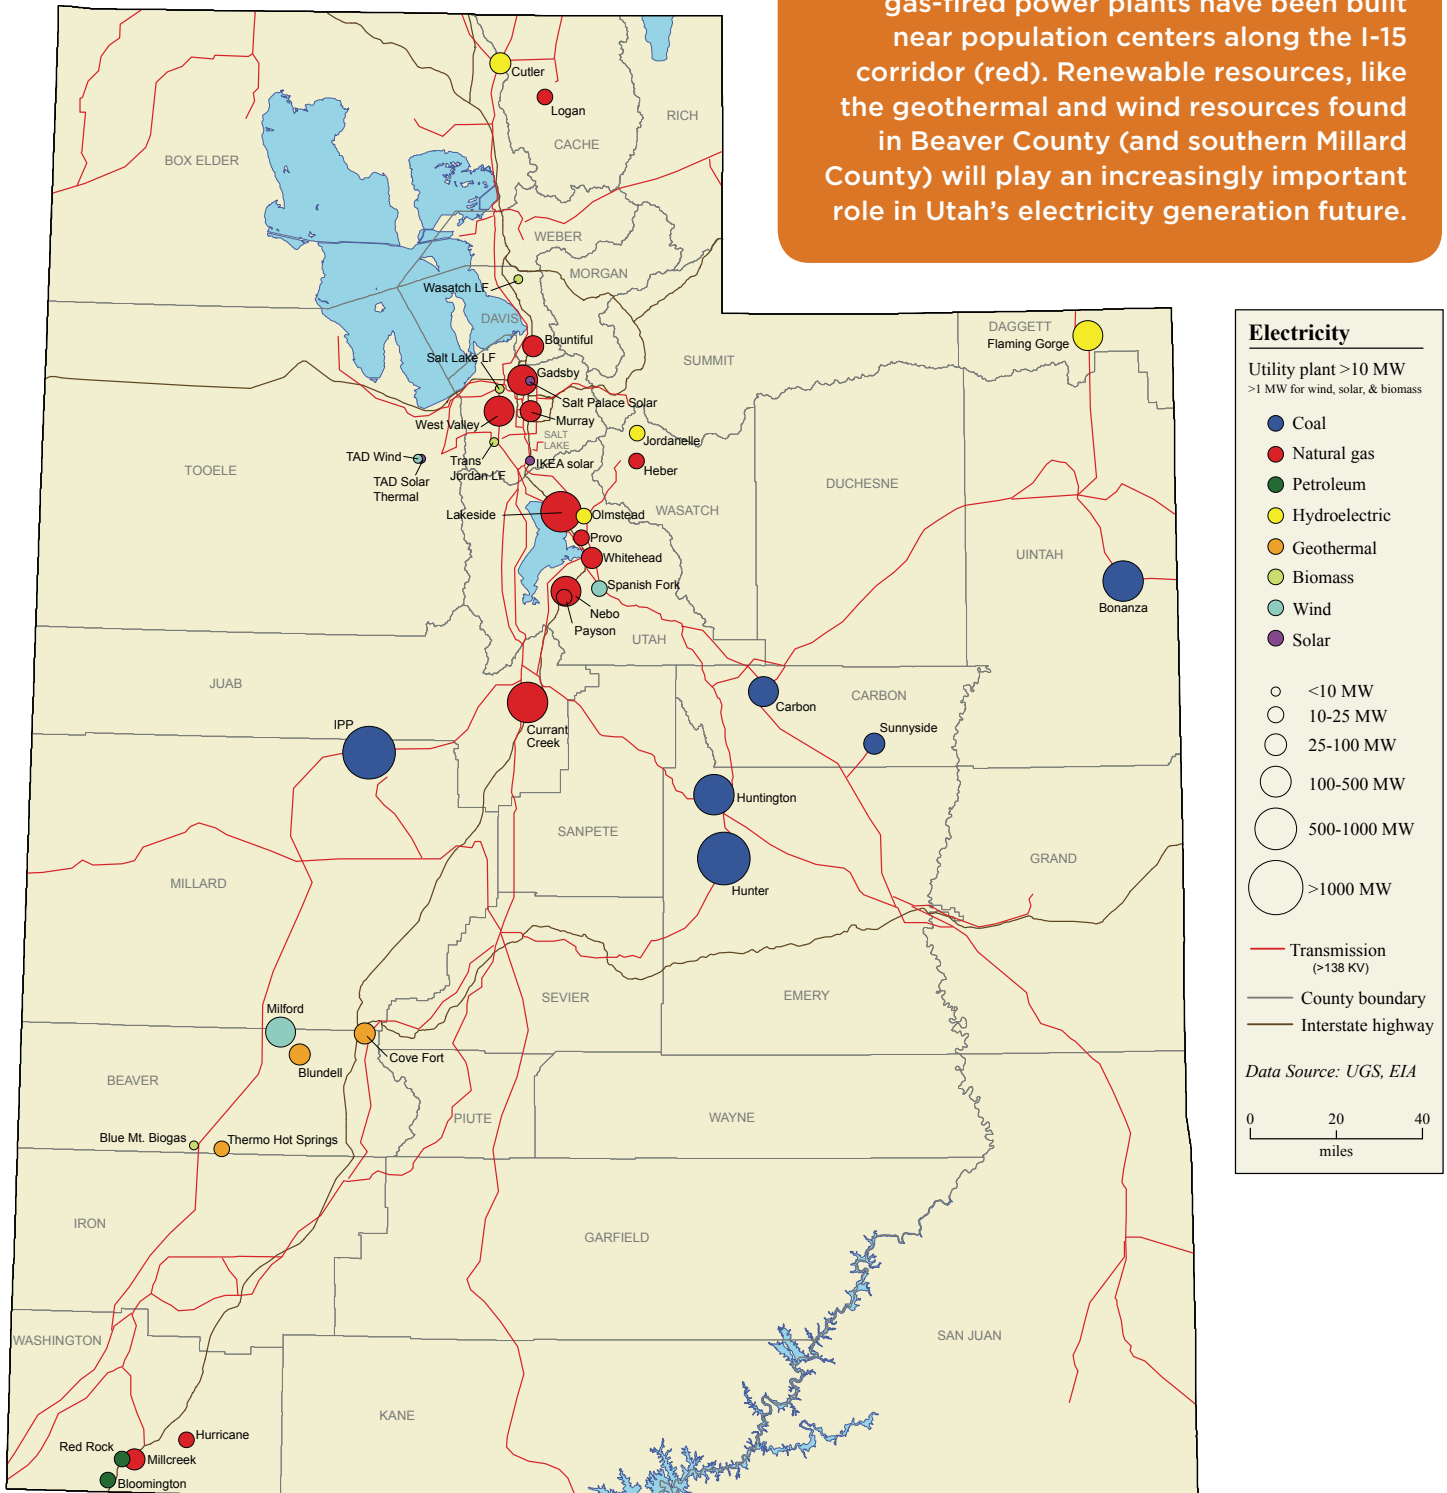 gas-fired power plants have been built
near population centers along the I-15
corridor (red). Renewable resources, like
the geothermal and wind resources found
in Beaver County (and southern Millard
County) will play an increasingly important
role in Utah's electricity generation future.
Cutler
Logan
RICH
CACHE
BOX ELDER
WEBER
MORGAN
Wasatch LF
DAVIS
Bountiful
Salt Lake LF
SUMMIT
DAGGETT
Flaming Gorge
Gadsby
Salt Palace Solar
West Valley
Murray
SALT
LAKE
Jordanelle
TAD Wind
Trans
Jordan LF
IKEA solar
Heber
TOOELE
TAD Solar
Thermal
DUCHESNE
Lakeside
Olmstead
WASATCH
Provo
Whitehead
UINTAH
Spanish Fork
Bonanza
Nebo
Payson
UTAH
JUAB
Carbon
CARBON
IPP
Currant
Creek
Sunnyside
Huntington
SANPETE
GRAND
MILLARD
Hunter
SEVIER
EMERY
Milford
Cove Fort
Blundell
BEAVER
PIUTE
WAYNE
Blue Mt. Biogas
Thermo Hot Springs
IRON
GARFIELD
WASHINGTON
SAN JUAN
KANE
Hurricane
Red Rock
Millcreek
Bloomington
Electricity
Utility plant >10 MW
>1 MW for wind, solar, & biomass
Coal
Natural gas
Petroleum
Hydroelectric
Geothermal
Biomass
Wind
Solar
<10 MW
10-25 MW
25-100 MW
100-500 MW
500-1000 MW
>1000 MW
Transmission
(>138 KV)
County boundary
Interstate highway
Data Source: UGS, EIA
0 20 40
miles